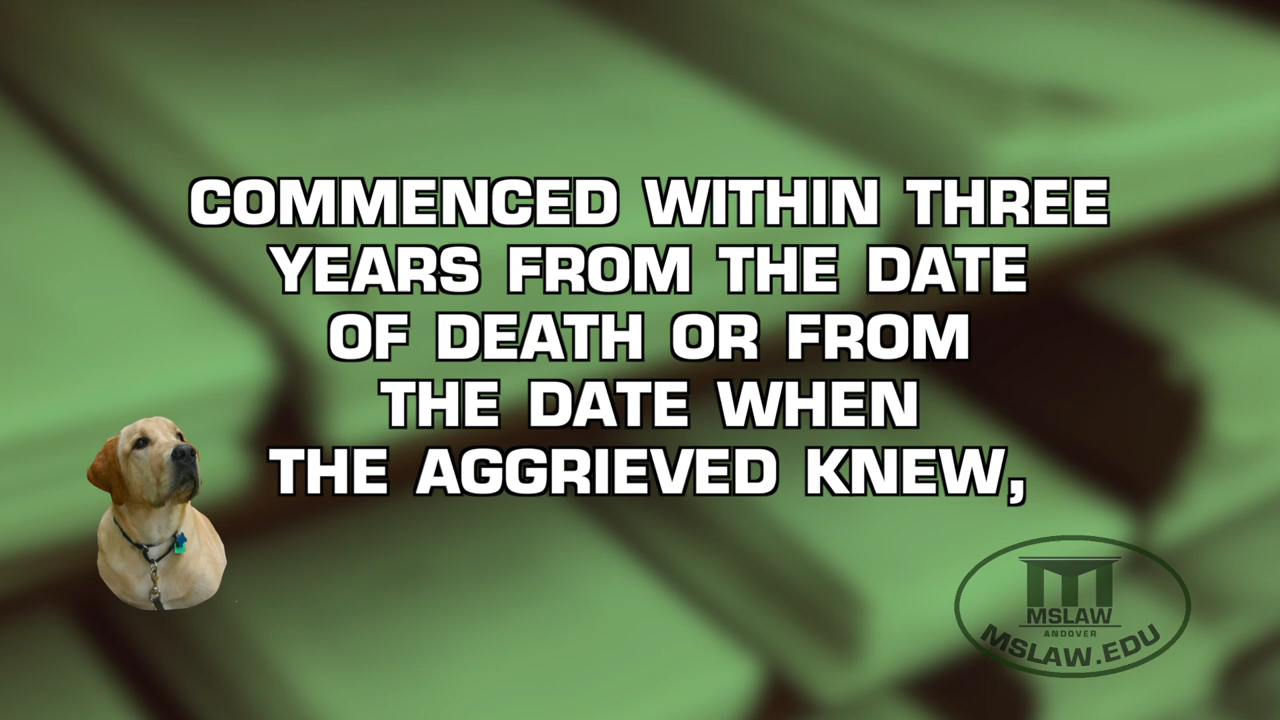 COMMENCED WITHIN THREE
YEARS FROM THE DATE
OF DEATH OR FROM
THE DATE WHEN
THE AGGRIEVED KNEW,
MSLAW
ANDOVER
MSLAW.EDU